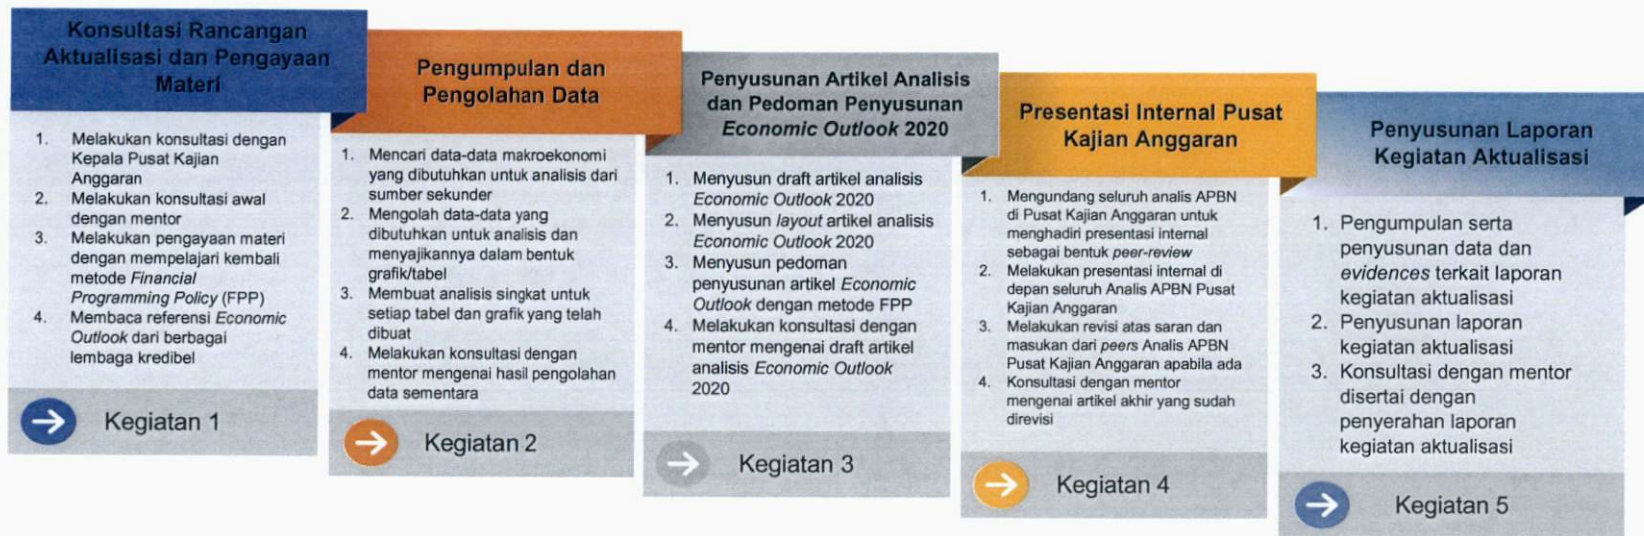 Konsultasi Rancangan
Aktualisasi dan Pengayaan
Materi
1. Melakukan konsultasi dengan
Kepala Pusat Kajian
Anggaran
2. Melakukan konsultasi awal
dengan mentor
3. Melakukan pengayaan materi
dengan mempelajari kembali
metode Financial
Programming Policy (FPP)
4. Membaca referensi Economic
Outlook dari berbagai
lembaga kredibel
Kegiatan 1
Pengumpulan dan
Pengolahan Data
1. Mencari data-data makroekonomi
yang dibutuhkan untuk analisis dari
sumber sekunder
2. Mengolah data-data yang
dibutuhkan untuk analisis dan
menyajikannya dalam bentuk
grafik/tabel
3. Membuat analisis singkat untuk
setiap tabel dan grafik yang telah
dibuat
4. Melakukan konsultasi dengan
mentor mengenai hasil pengolahan
data sementara
Kegiatan 2
Penyusunan Artikel Analisis
dan Pedoman Penyusunan
Economic Outlook 2020
1. Menyusun draft artikel analisis
Economic Outlook 2020
2. Menyusun layout artikel analisis
Economic Outlook 2020
3. Menyusun pedoman
penyusunan artikel Economic
Outlook dengan metode FPP
4. Melakukan konsultasi dengan
mentor mengenai draft artikel
analisis Economic Outlook
2020
Kegiatan 3
Presentasi Internal Pusat
Kajian Anggaran
1. Mengundang seluruh analis APBN
di Pusat Kajian Anggaran untuk
menghadiri presentasi internal
sebagai bentuk peer-review
2. Melakukan presentasi internal di
depan seluruh Analis APBN Pusat
Kajian Anggaran
3. Melakukan revisi atas saran dan
masukan dari peers Analis APBN
Pusat Kajian Anggaran apabila ada
4. Konsultasi dengan mentor
mengenai artikel akhir yang sudah
direvisi
Kegiatan 4
Penyusunan Laporan
Kegiatan Aktualisasi
1. Pengumpulan serta
penyusunan data dan
evidences terkait laporan
kegiatan aktualisasi
2. Penyusunan laporan
kegiatan aktualisasi
3. Konsultasi dengan mentor
disertai dengan
penyerahan laporan
kegiatan aktualisasi
Kegiatan 5